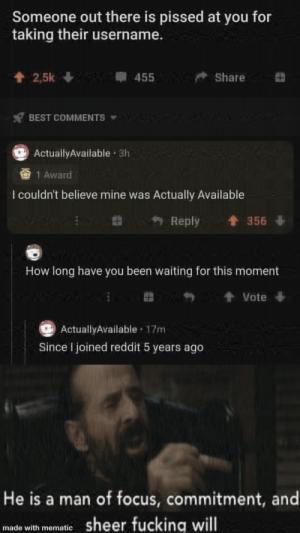 Someone out there is pissed at you for
taking their username.
2,5k 455 Share
BEST COMMENTS
ActuallyAvailable • 3h
1 Award
I couldn't believe mine was Actually Available
Reply 356
How long have you been waiting for this moment
Vote
ActuallyAvailable • 17m
Since I joined reddit 5 years ago
He is a man of focus, commitment, and
sheer fucking will
made with mematic